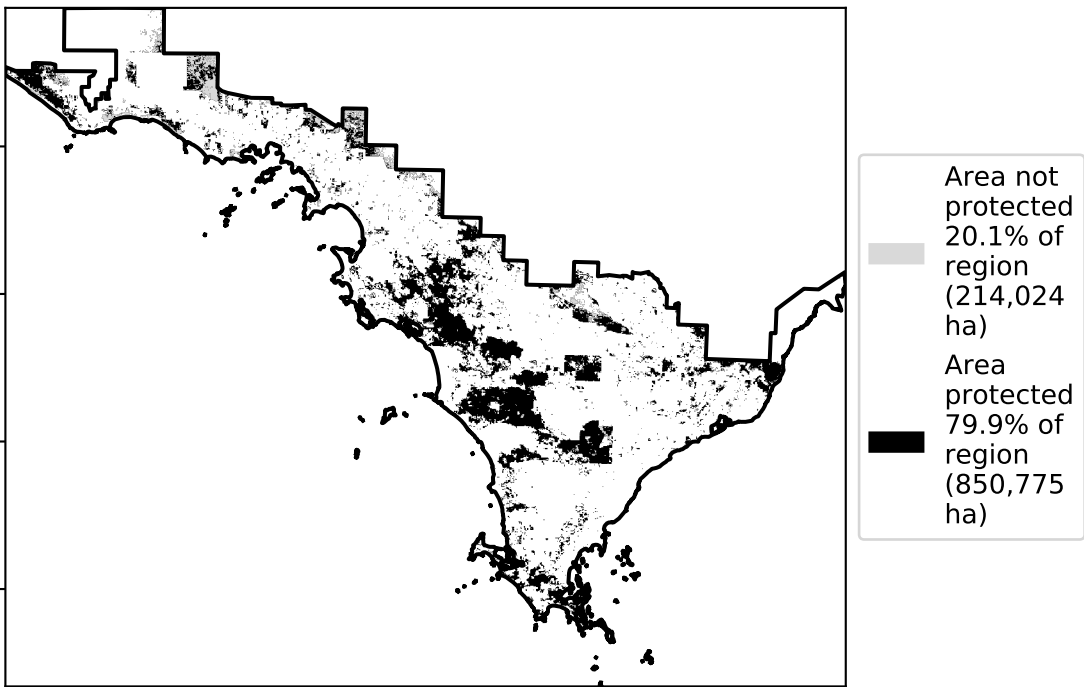 Area not
protected
20.1% of
region
(214,024
ha)
Area
protected
79.9% of
region
(850,775
ha)